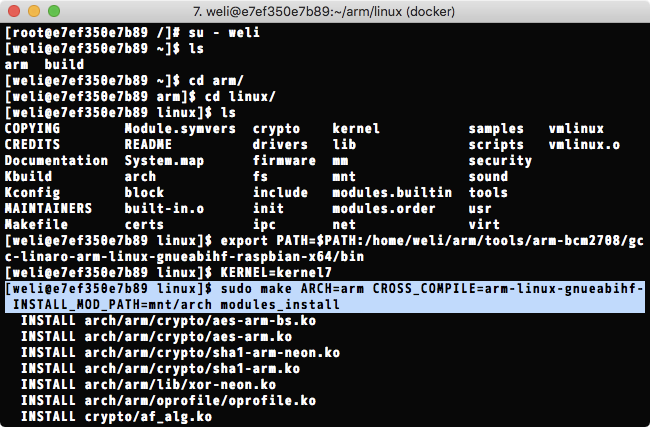 7. weli@e7ef350e7b89:~/arm/linux (docker)
[root@e7ef350e7b89 /]# su - weli
[weli@e7ef350e7b89 ~]$ ls
arm  build
[weli@e7ef350e7b89 ~]$ cd arm/
[weli@e7ef350e7b89 arm]$ cd linux/
[weli@e7ef350e7b89 linux]$ ls
COPYING        Module.symvers  crypto    kernel           samples   vmlinux
CREDITS        README          drivers   lib              scripts   vmlinux.o
Documentation  System.map      firmware  mm               security
Kbuild         arch            fs        mnt              sound
Kconfig        block           include   modules.builtin  tools
MAINTAINERS    built-in.o      init      modules.order    usr
Makefile       certs           ipc       net              virt
[weli@e7ef350e7b89 linux]$ export PATH=$PATH:/home/weli/arm/tools/arm-bcm2708/gc
c-linaro-arm-linux-gnueabihf-raspbian-x64/bin
[weli@e7ef350e7b89 linux]$ KERNEL=kernel7
[weli@e7ef350e7b89 linux]$ sudo make ARCH=arm CROSS_COMPILE=arm-linux-gnueabihf-
 INSTALL_MOD_PATH=mnt/arch modules_install
  INSTALL arch/arm/crypto/aes-arm-bs.ko
  INSTALL arch/arm/crypto/aes-arm.ko
  INSTALL arch/arm/crypto/sha1-arm-neon.ko
  INSTALL arch/arm/crypto/sha1-arm.ko
  INSTALL arch/arm/lib/xor-neon.ko
  INSTALL arch/arm/oprofile/oprofile.ko
  INSTALL crypto/af_alg.ko